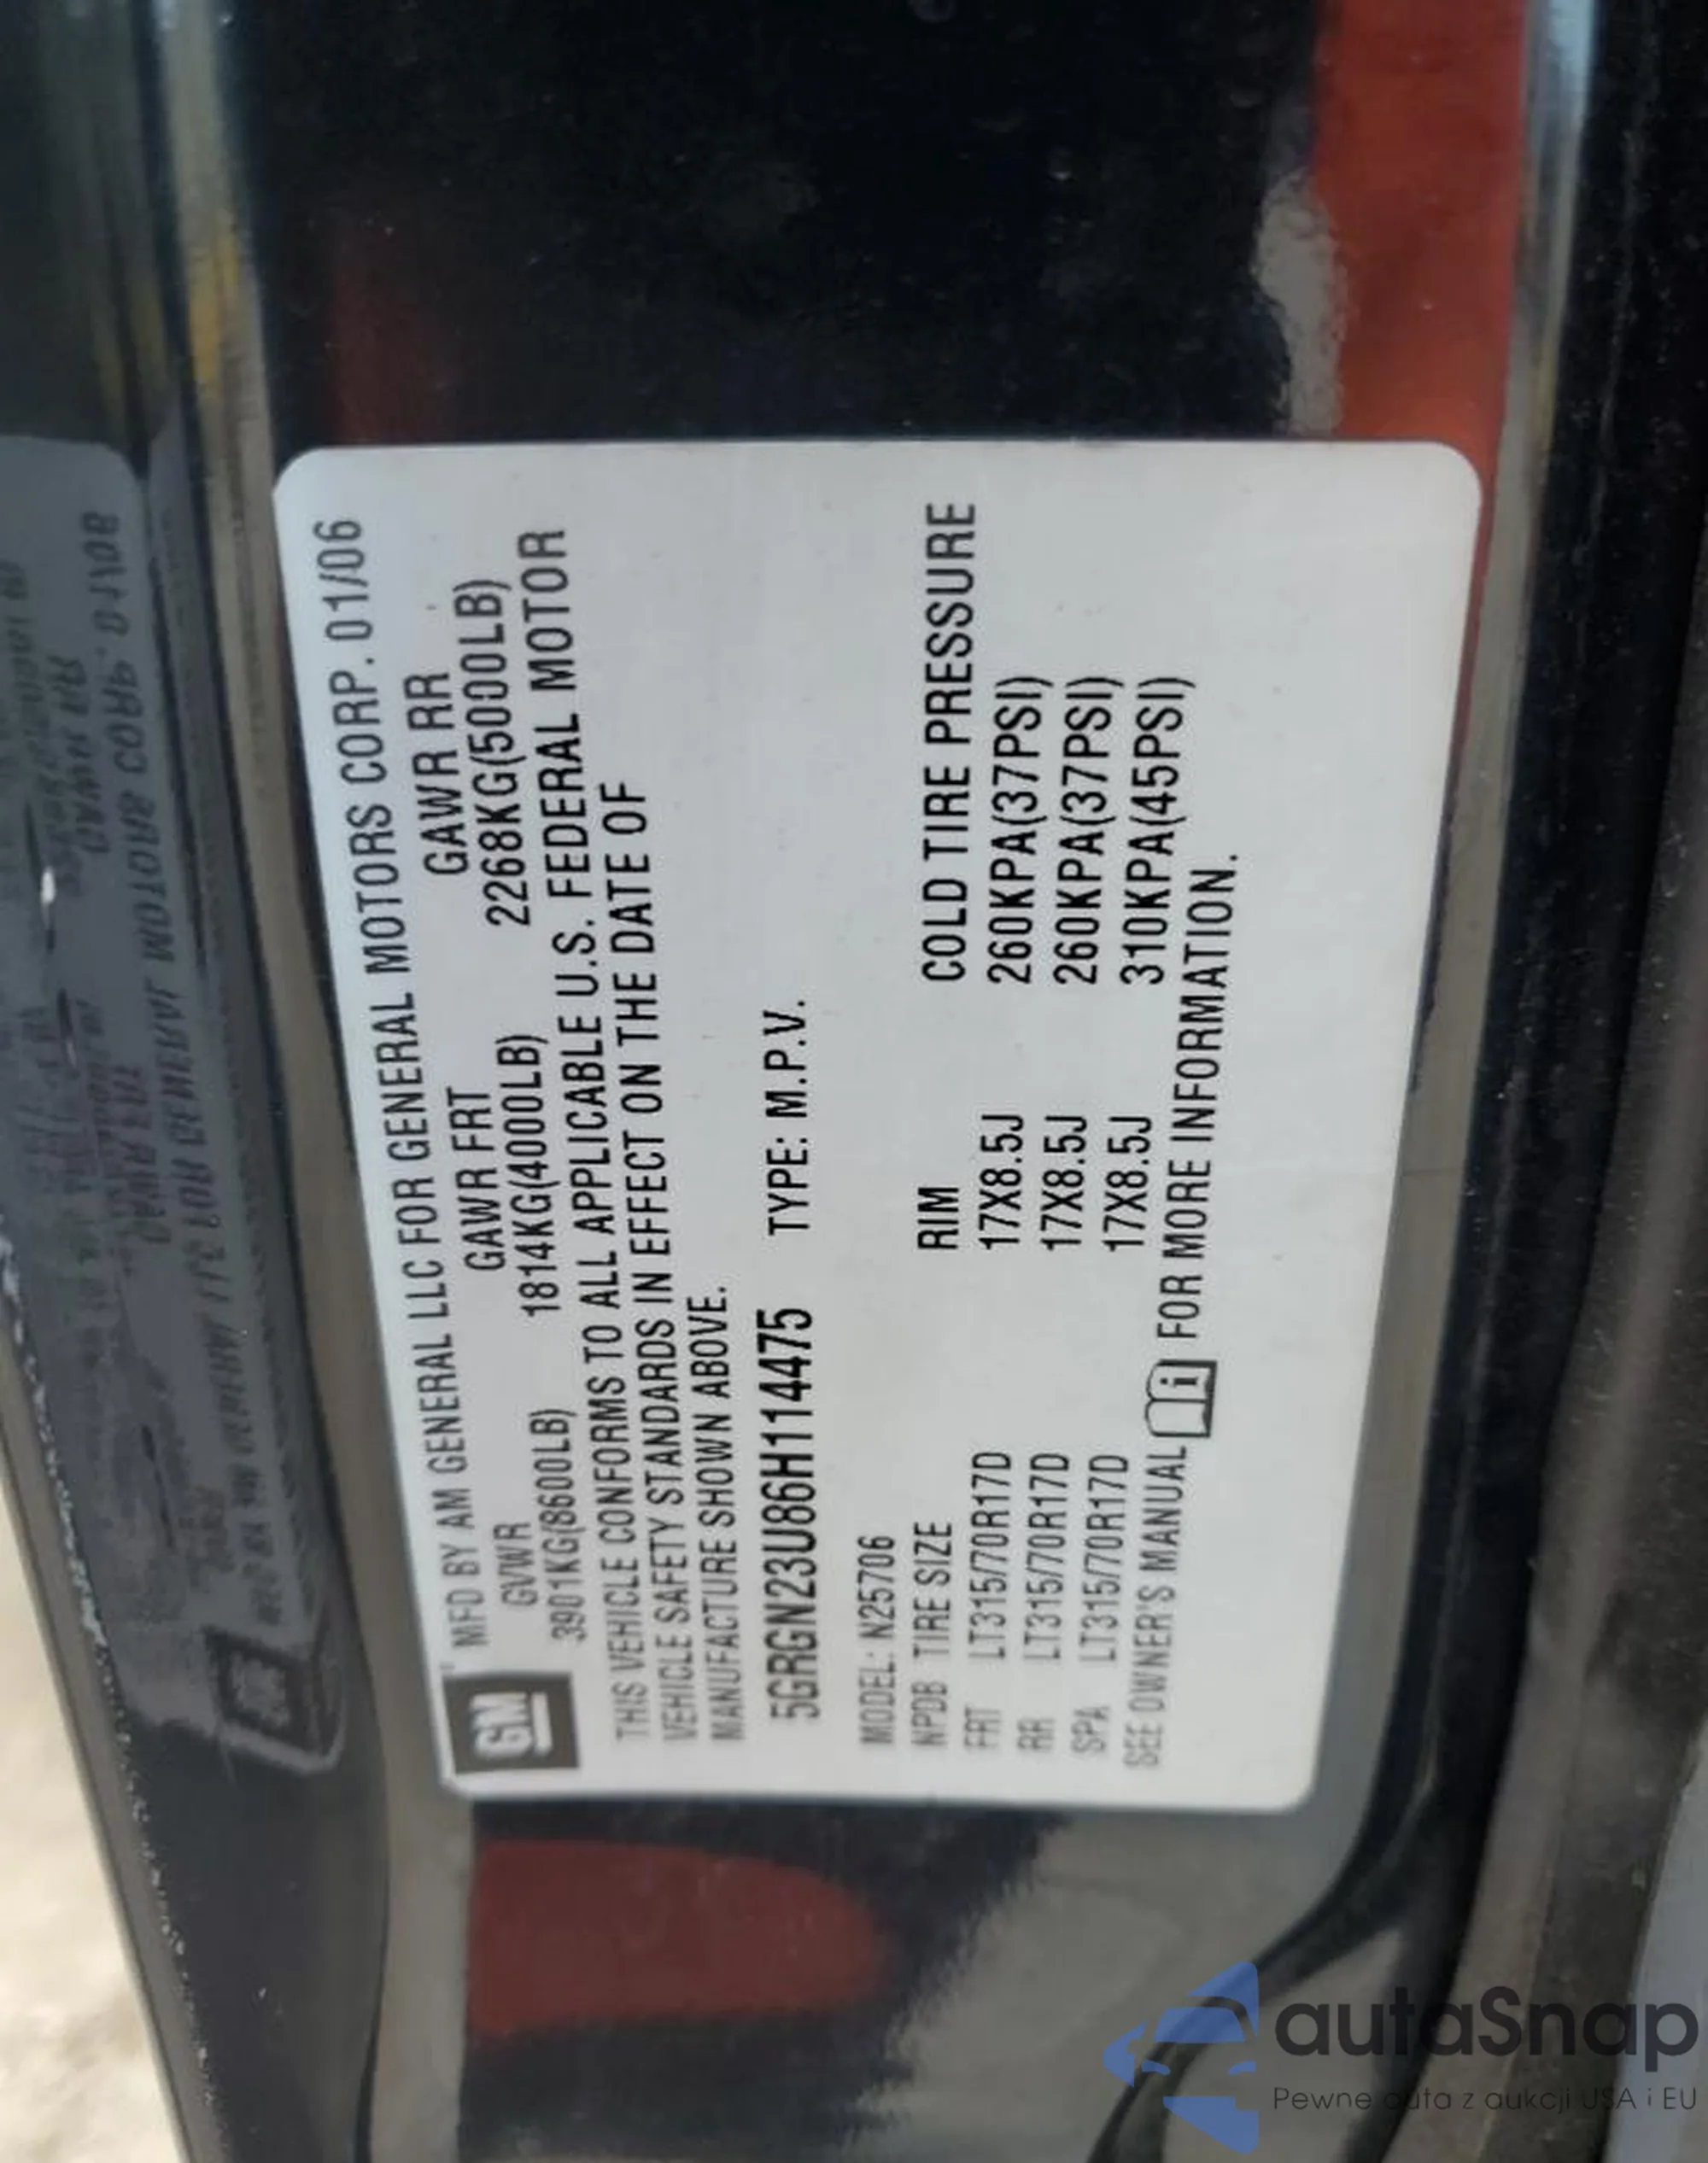 GM
MFD BY AM GENERAL LLC FOR GENERAL MOTORS CORP. 01/06
GVWR GAWR FRT GAWR RR
3901KG(8600LB) 1814KG(4000LB) 2268KG(5000LB)
THIS VEHICLE CONFORMS TO ALL APPLICABLE U.S. FEDERAL MOTOR
VEHICLE SAFETY STANDARDS IN EFFECT ON THE DATE OF
MANUFACTURE SHOWN ABOVE.
5GRGN23U86H114475 TYPE: M.P.V.
MODEL: N25706
NPDB TIRE SIZE RIM COLD TIRE PRESSURE
FRT LT315/70R17D 17X8.5J 260KPA(37PSI)
RR LT315/70R17D 17X8.5J 260KPA(37PSI)
SPA LT315/70R17D 17X8.5J 310KPA(45PSI)
SEE OWNER'S MANUAL i FOR MORE INFORMATION.
autaSnap
Pewne auta z aukcji USA i EU